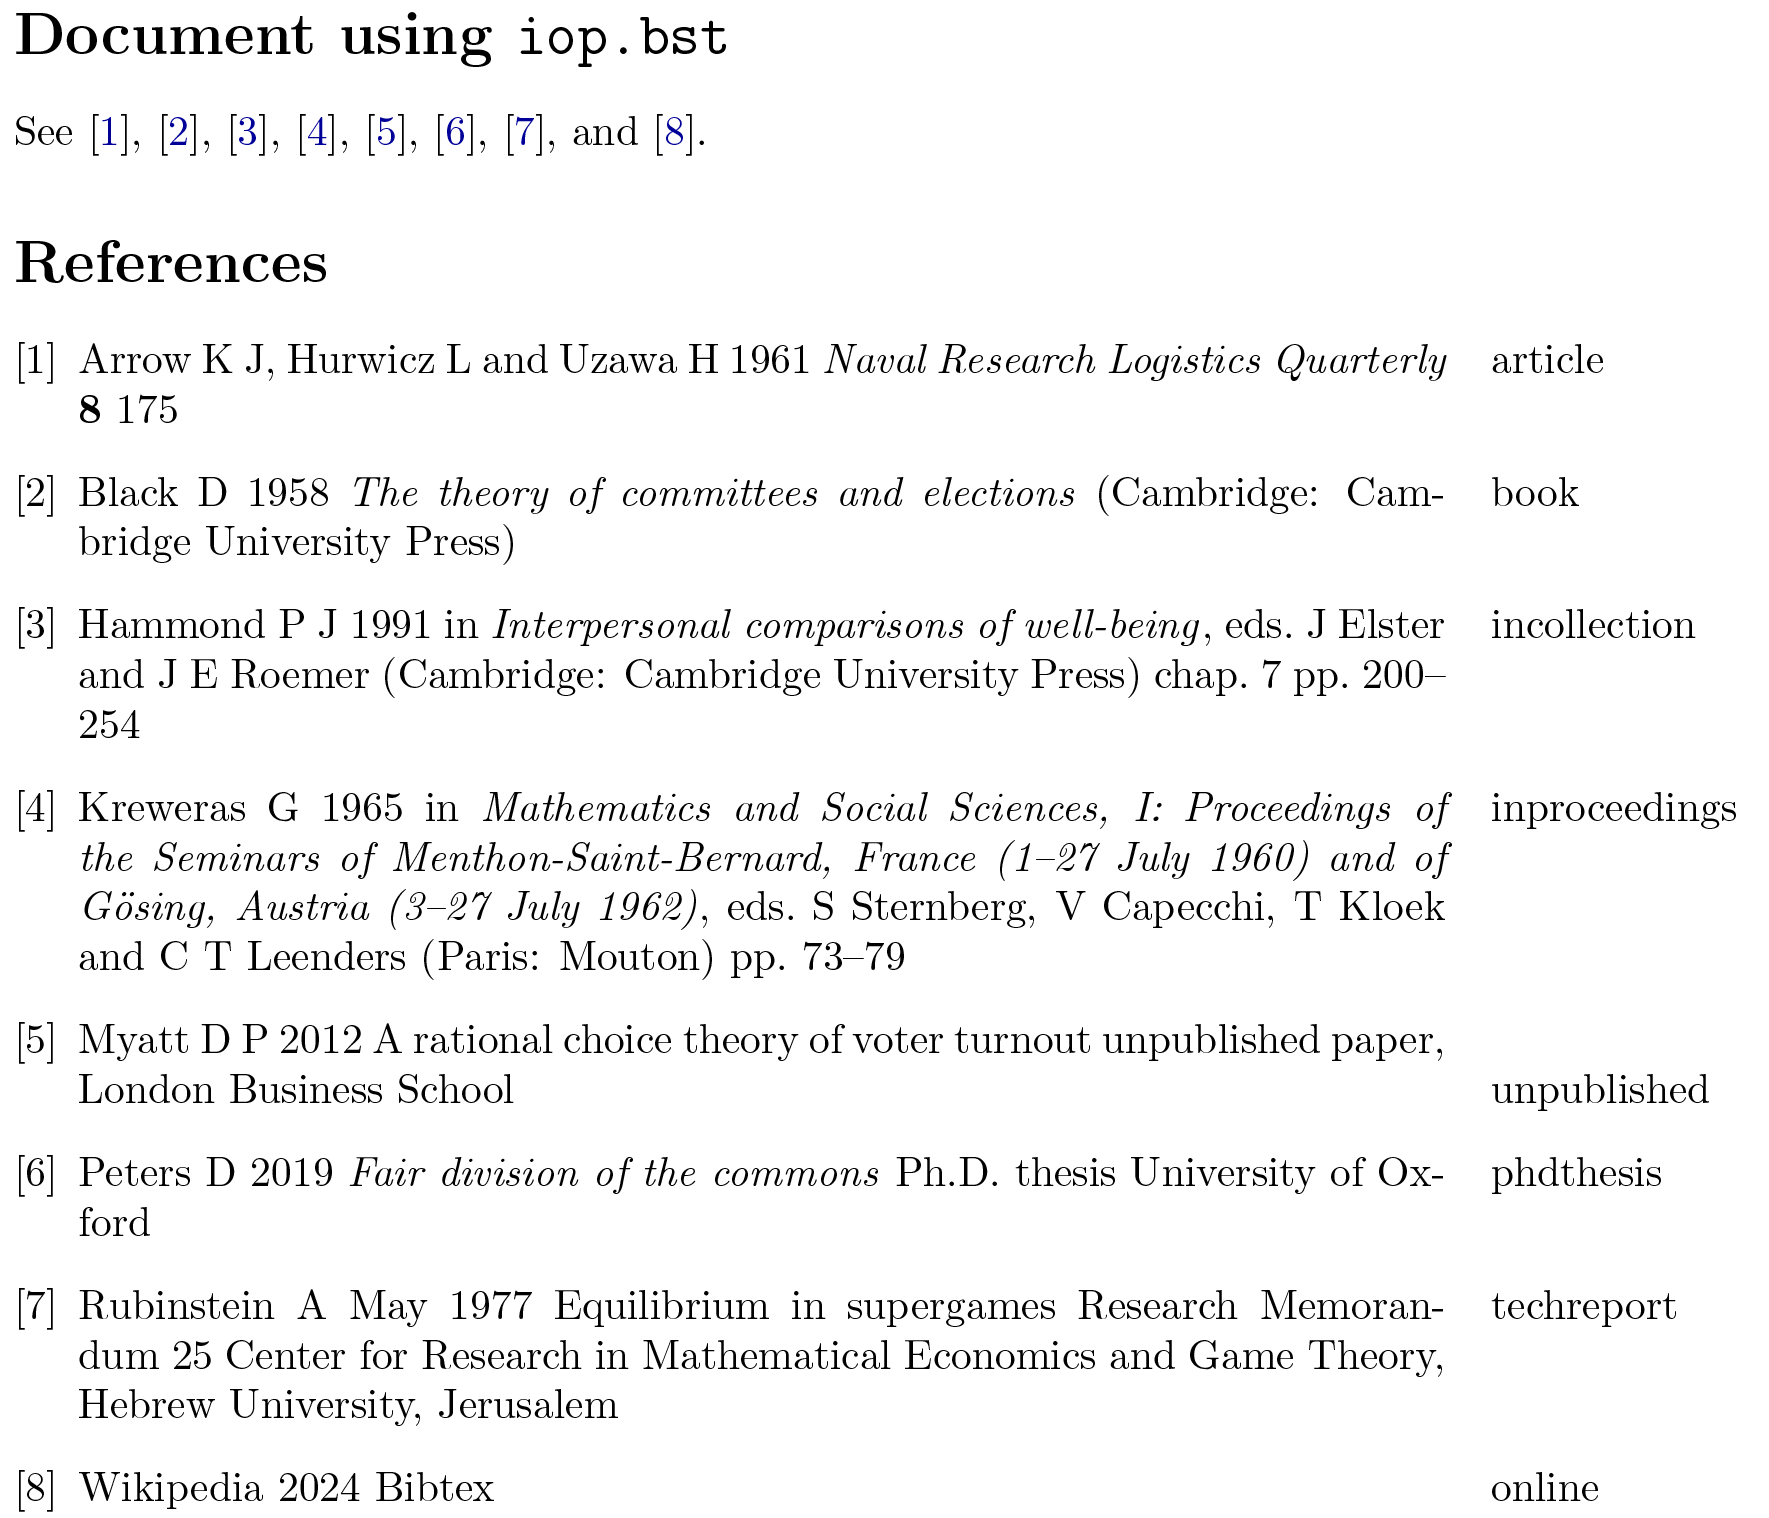 Document using iop.bst
See [1], [2], [3], [4], [5], [6], [7], and [8].
References
[1] Arrow K J, Hurwicz L and Uzawa H 1961 Naval Research Logistics Quarterly article
8 175
[2] Black D 1958 The theory of committees and elections (Cambridge: Cam- book
bridge University Press)
[3] Hammond P J 1991 in Interpersonal comparisons of well-being, eds. J Elster incollection
and J E Roemer (Cambridge: Cambridge University Press) chap. 7 pp. 200–
254
[4] Kreweras G 1965 in Mathematics and Social Sciences, I: Proceedings of inproceedings
the Seminars of Menthon-Saint-Bernard, France (1–27 July 1960) and of
Gösing, Austria (3–27 July 1962), eds. S Sternberg, V Capecchi, T Kloek
and C T Leenders (Paris: Mouton) pp. 73–79
[5] Myatt D P 2012 A rational choice theory of voter turnout unpublished paper,
London Business School unpublished
[6] Peters D 2019 Fair division of the commons Ph.D. thesis University of Ox- phdthesis
ford
[7] Rubinstein A May 1977 Equilibrium in supergames Research Memoran- techreport
dum 25 Center for Research in Mathematical Economics and Game Theory,
Hebrew University, Jerusalem
[8] Wikipedia 2024 Bibtex online